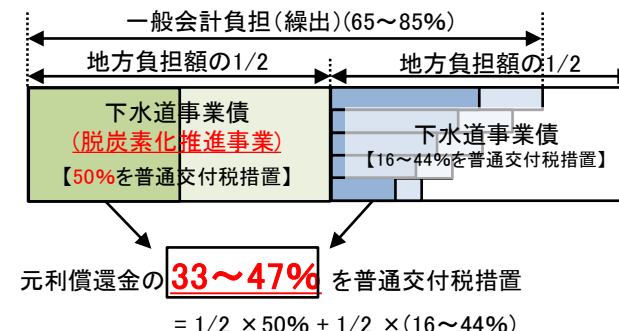 一般会計負担(繰出)(65～85%)
地方負担額の1/2
地方負担額の1/2
下水道事業債
(脱炭素化推進事業)
【50%を普通交付税措置】
下水道事業債
【16～44%を普通交付税措置】
元利償還金の33～47%を普通交付税措置
= 1/2 ×50% + 1/2 ×(16～44%)